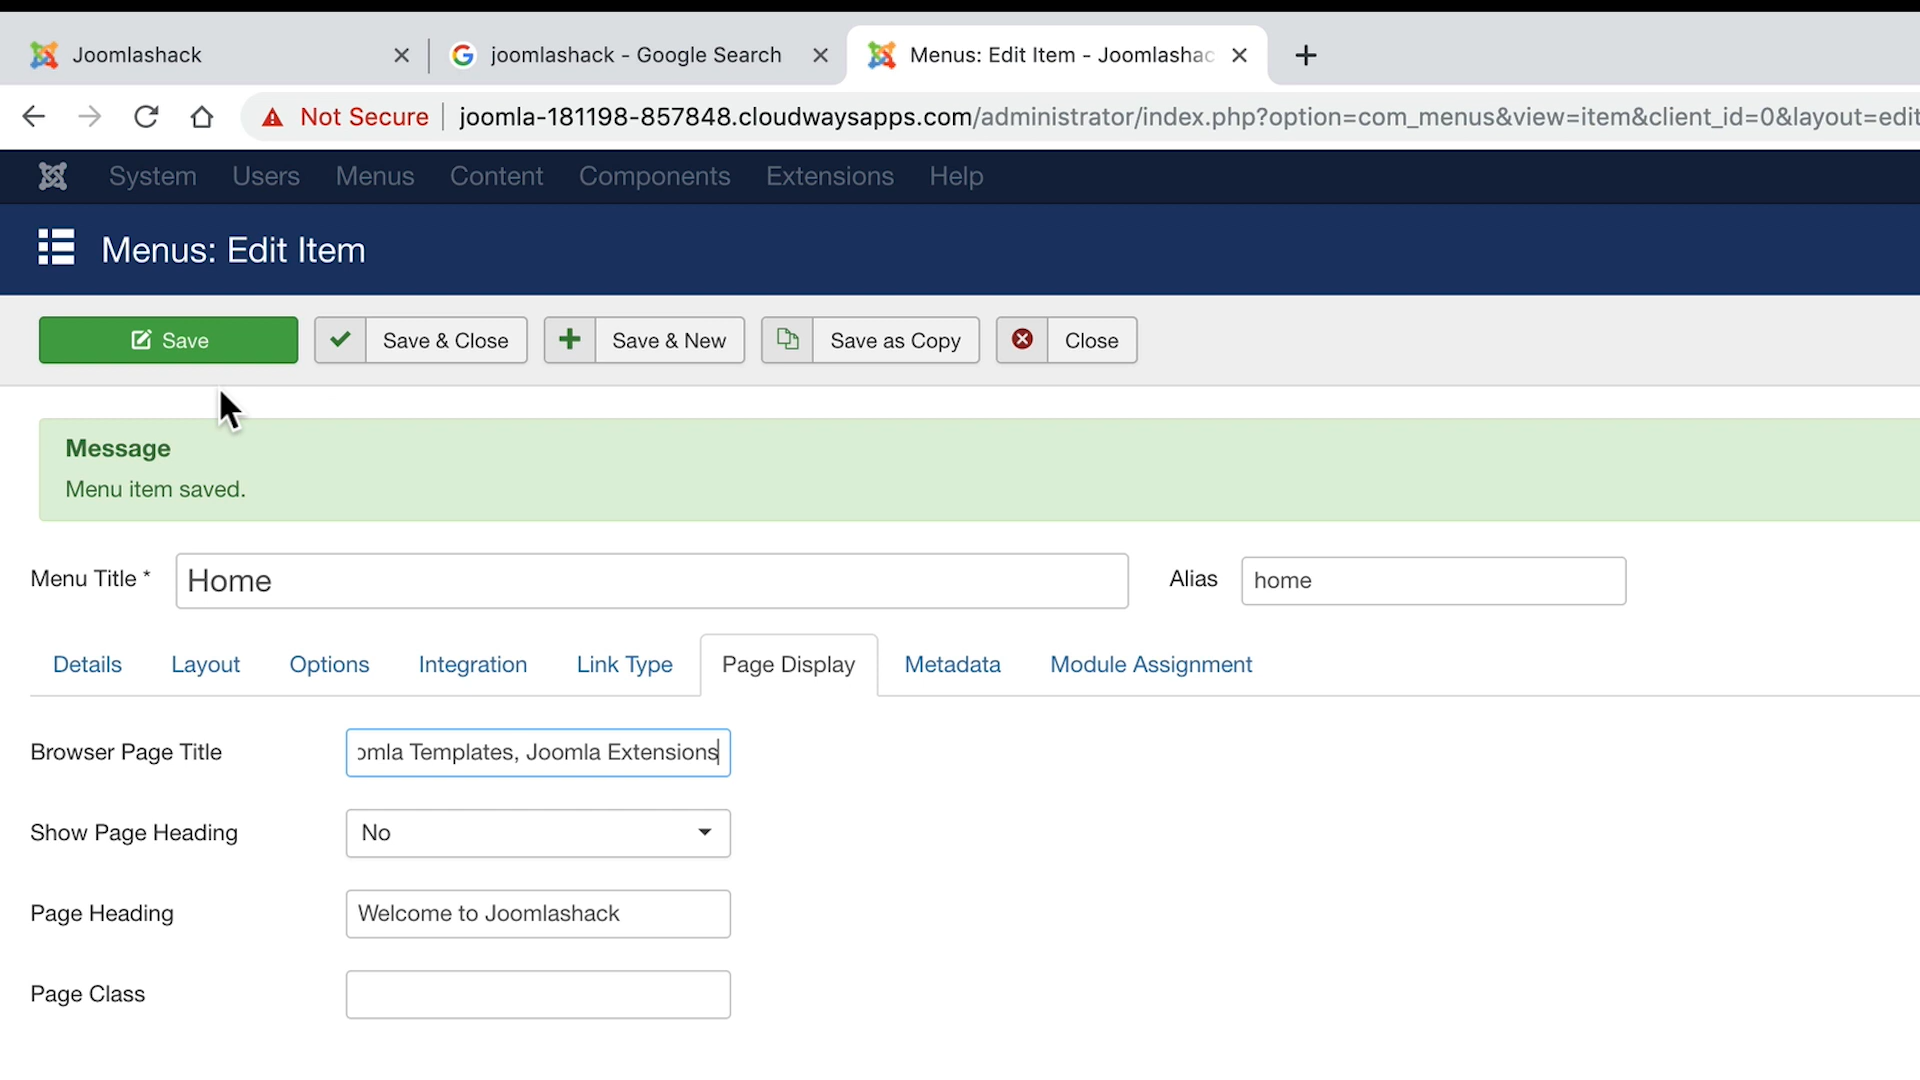 Joomlashack
joomlashack - Google Search
Menus: Edit Item - Joomlashac
Not Secure
joomla-181198-857848.cloudwaysapps.com/administrator/index.php?option=com_menus&view=item&client_id=0&layout=edit
System Users Menus Content Components Extensions Help
Menus: Edit Item
Save Save & Close Save & New Save as Copy Close
Message
Menu item saved.
Menu Title * Home Alias home
Details Layout Options Integration Link Type Page Display Metadata Module Assignment
Browser Page Title omla Templates, Joomla Extensions
Show Page Heading No
Page Heading Welcome to Joomlashack
Page Class